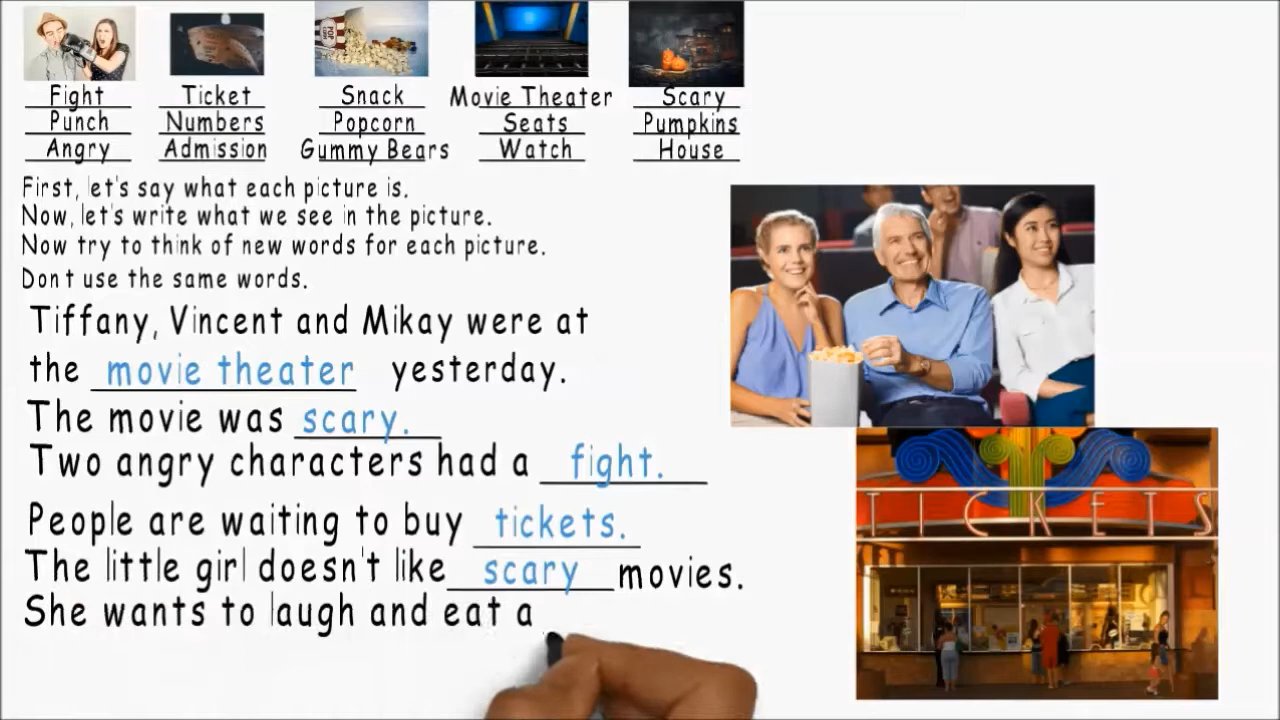 POP CORN
Fight
Punch
Angry
Ticket
Numbers
Admission
Snack
Popcorn
Gummy Bears
Movie Theater
Seats
Watch
Scary
Pumpkins
House
First, let's say what each picture is.
Now, let's write what we see in the picture.
Now try to think of new words for each picture.
Don't use the same words.
Tiffany, Vincent and Mikay were at
the movie theater yesterday.
The movie was scary.
Two angry characters had a fight.
People are waiting to buy tickets.
The little girl doesn't like scary movies.
She wants to laugh and eat a
TICKETS